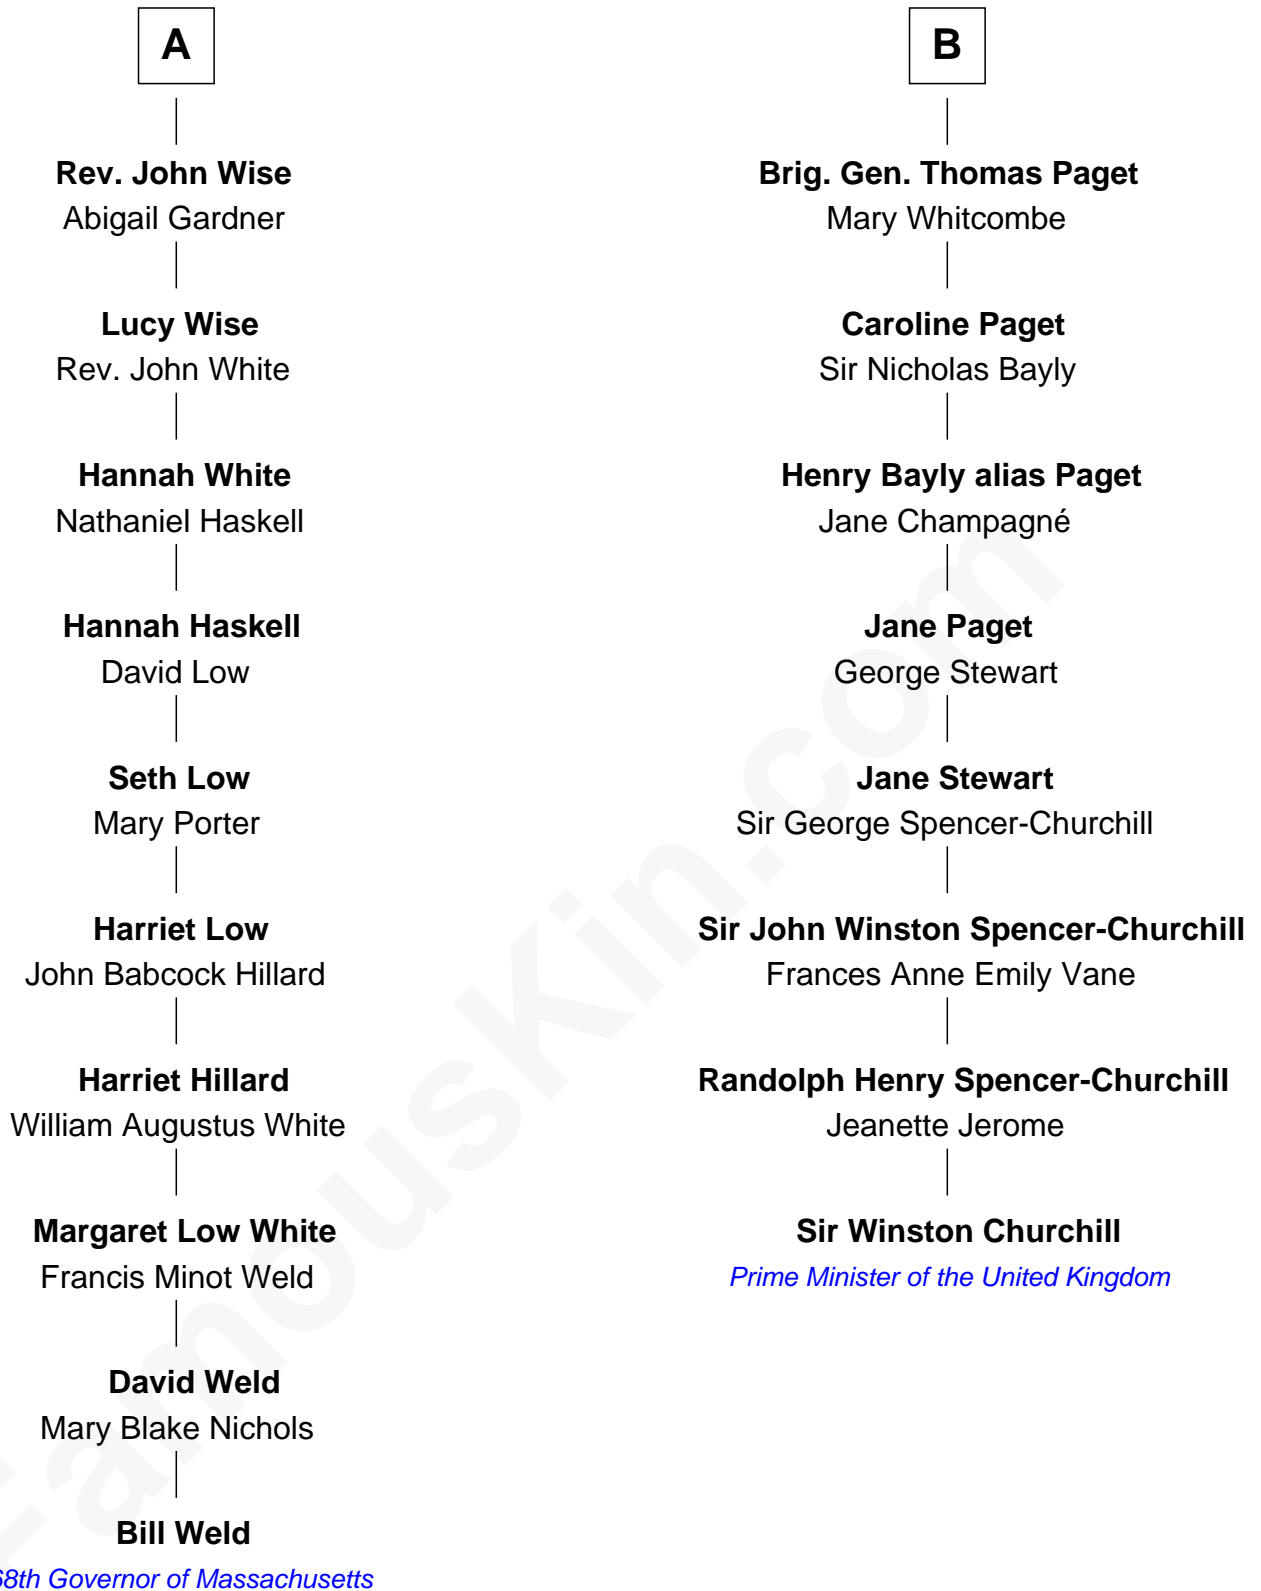 A
Rev. John Wise
Abigail Gardner
Lucy Wise
Rev. John White
Hannah White
Nathaniel Haskell
Hannah Haskell
David Low
Seth Low
Mary Porter
Harriet Low
John Babcock Hillard
Harriet Hillard
William Augustus White
Margaret Low White
Francis Minot Weld
David Weld
Mary Blake Nichols
Bill Weld
68th Governor of Massachusetts
B
Brig. Gen. Thomas Paget
Mary Whitcombe
Caroline Paget
Sir Nicholas Bayly
Henry Bayly alias Paget
Jane Champagné
Jane Paget
George Stewart
Jane Stewart
Sir George Spencer-Churchill
Sir John Winston Spencer-Churchill
Frances Anne Emily Vane
Randolph Henry Spencer-Churchill
Jeanette Jerome
Sir Winston Churchill
Prime Minister of the United Kingdom
FamousKin.com